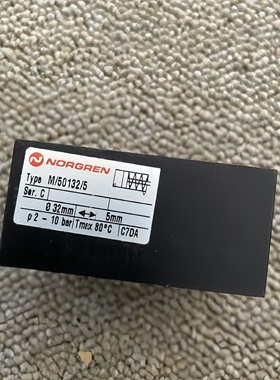 NORGREN
Type M/50132/5
Ser. C
Ø 32mm 5mm
p 2 - 10 bar Tmax 80°C C7DA